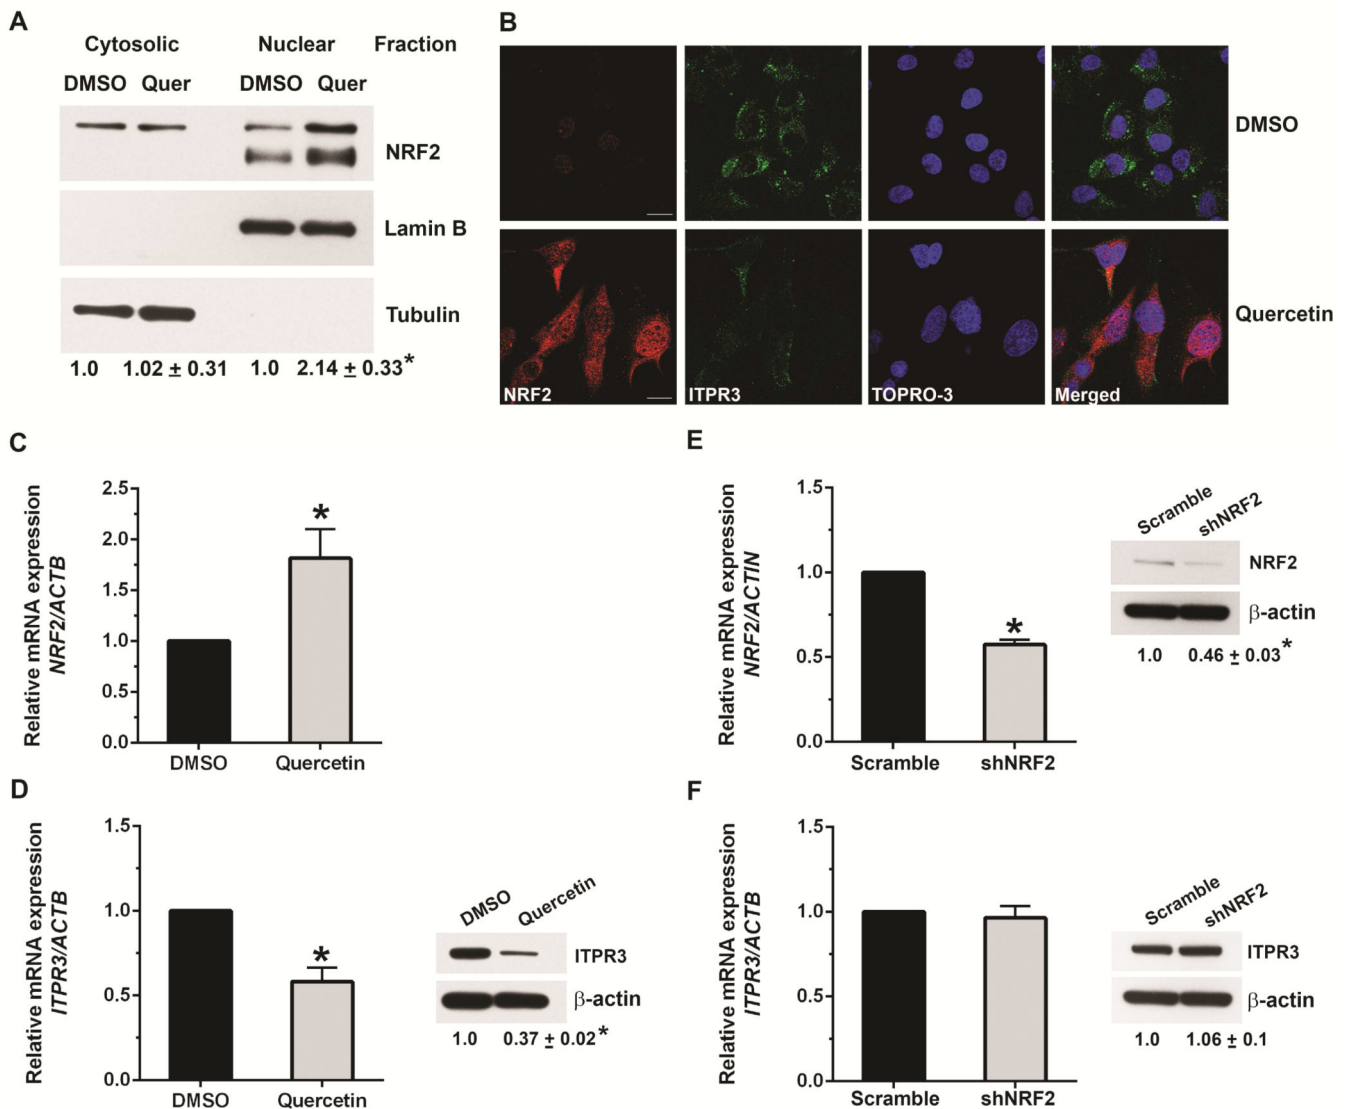 A
Cytosolic Nuclear Fraction
DMSO Quer DMSO Quer
NRF2
Lamin B
Tubulin
1.0 1.02 ± 0.31 1.0 2.14 ± 0.33*
B
DMSO
Quercetin
NRF2 ITPR3 TOPRO-3 Merged
C
Relative mRNA expression
NRF2/ACTB
2.5
2.0
*
1.5
1.0
0.5
0.0
DMSO Quercetin
D
Relative mRNA expression
ITPR3/ACTB
1.5
1.0
*
0.5
0.0
DMSO Quercetin
DMSO Quercetin
ITPR3
β-actin
1.0 0.37 ± 0.02*
E
Relative mRNA expression
NRF2/ACTIN
1.5
1.0
*
0.5
0.0
Scramble shNRF2
Scramble shNRF2
NRF2
β-actin
1.0 0.46 ± 0.03*
F
Relative mRNA expression
ITPR3/ACTB
1.5
1.0
0.5
0.0
Scramble shNRF2
Scramble shNRF2
ITPR3
β-actin
1.0 1.06 ± 0.1